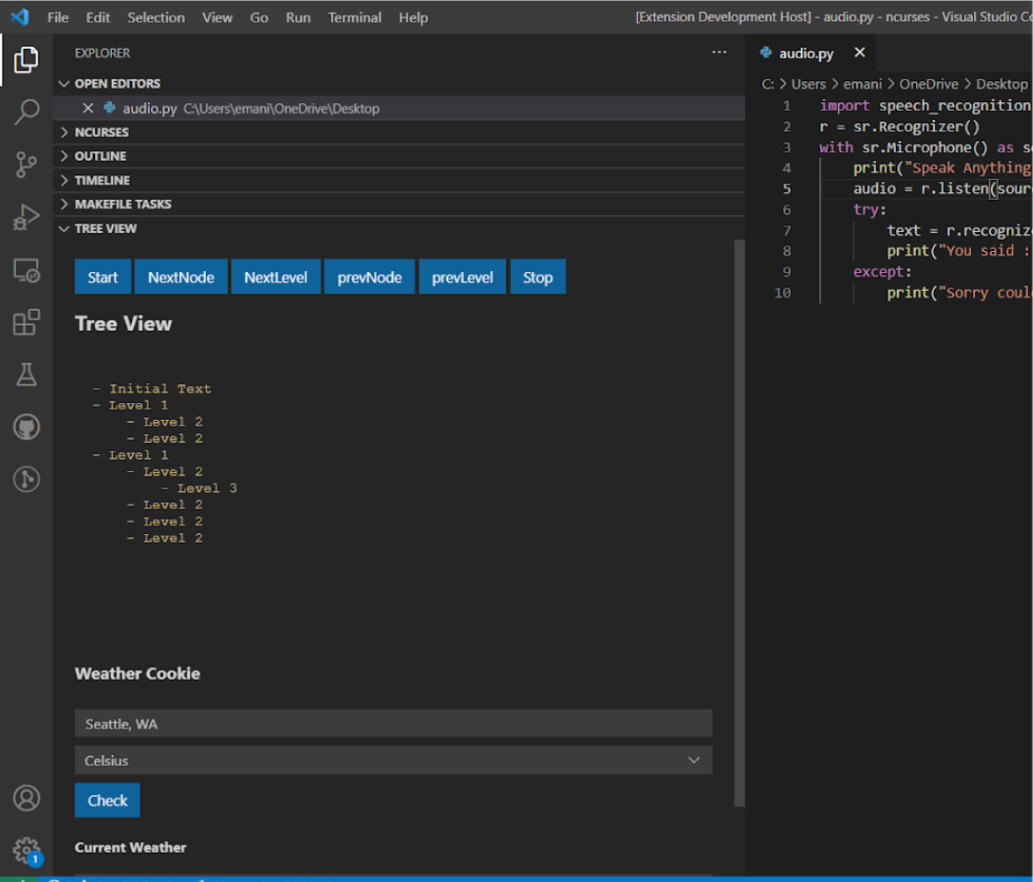 File Edit Selection View Go Run Terminal Help [Extension Development Host] - audio.py - ncurses - Visual Studio Co
EXPLORER ...
OPEN EDITORS
audio.py C:\Users\emani\OneDrive\Desktop
NCURSES
OUTLINE
TIMELINE
MAKEFILE TASKS
TREE VIEW
Start NextNode NextLevel prevNode prevLevel Stop
Tree View
- Initial Text
- Level 1
- Level 2
- Level 2
- Level 1
- Level 2
- Level 3
- Level 2
- Level 2
- Level 2
Weather Cookie
Seattle, WA
Celsius
Check
Current Weather
1
audio.py
C: > Users > emani > OneDrive > Desktop
1 import speech_recognition
2 r = sr.Recognizer()
3 with sr.Microphone() as so
4 print("Speak Anything
5 audio = r.listen(sour
6 try:
7 text = r.recognize
8 print("You said :
9 except:
10 print("Sorry coul